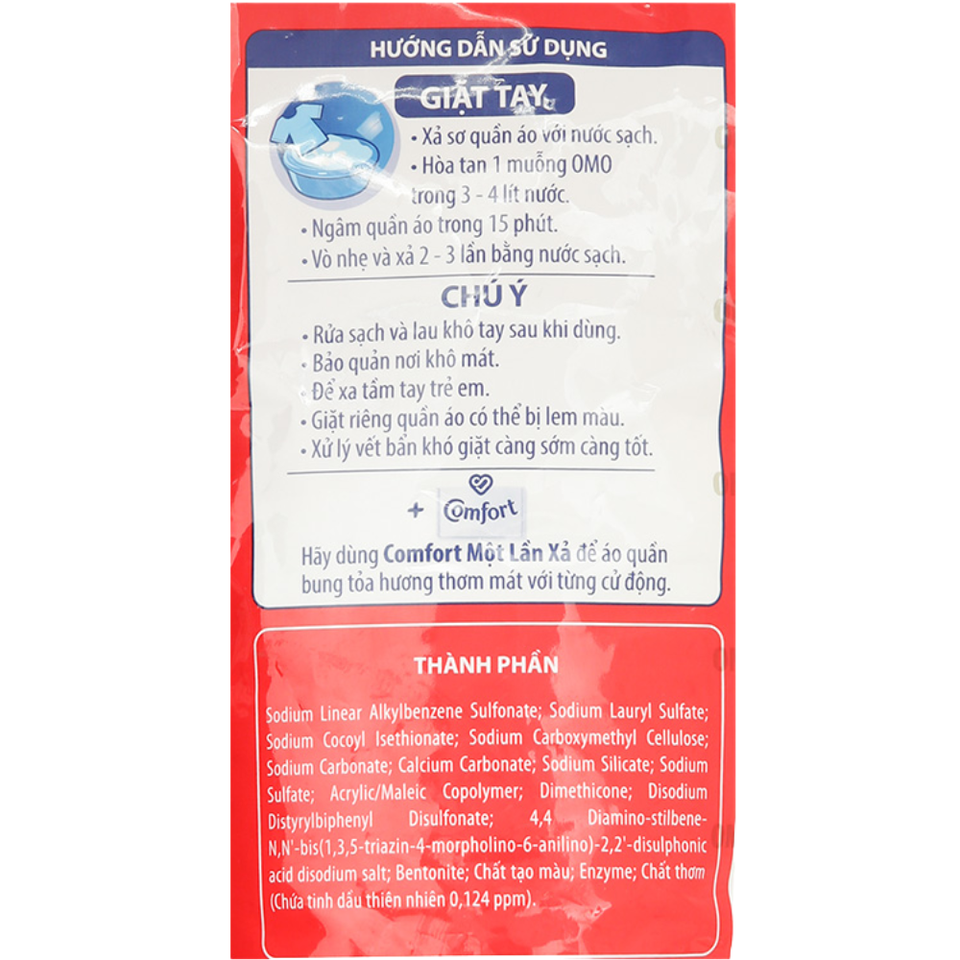 HƯỚNG DẪN SỬ DỤNG
GIẶT TAY
• Xả sơ quần áo với nước sạch.
• Hòa tan 1 muỗng OMO
trong 3 - 4 lít nước.
• Ngâm quần áo trong 15 phút.
• Vò nhẹ và xả 2 - 3 lần bằng nước sạch.
CHÚ Ý
• Rửa sạch và lau khô tay sau khi dùng.
• Bảo quản nơi khô mát.
• Để xa tầm tay trẻ em.
• Giặt riêng quần áo có thể bị lem màu.
• Xử lý vết bẩn khó giặt càng sớm càng tốt.
+ Comfort
Hãy dùng Comfort Một Lần Xả để áo quần
bung tỏa hương thơm mát với từng cử động.
THÀNH PHẦN
Sodium Linear Alkylbenzene Sulfonate; Sodium Lauryl Sulfate;
Sodium Cocoyl Isethionate; Sodium Carboxymethyl Cellulose;
Sodium Carbonate; Calcium Carbonate; Sodium Silicate; Sodium
Sulfate; Acrylic/Maleic Copolymer; Dimethicone; Disodium
Distyrylbiphenyl Disulfonate; 4,4 Diamino-stilbene-
N,N'-bis(1,3,5-triazin-4-morpholino-6-anilino)-2,2'-disulphonic
acid disodium salt; Bentonite; Chất tạo màu; Enzyme; Chất thơm
(Chứa tinh dầu thiên nhiên 0,124 ppm).